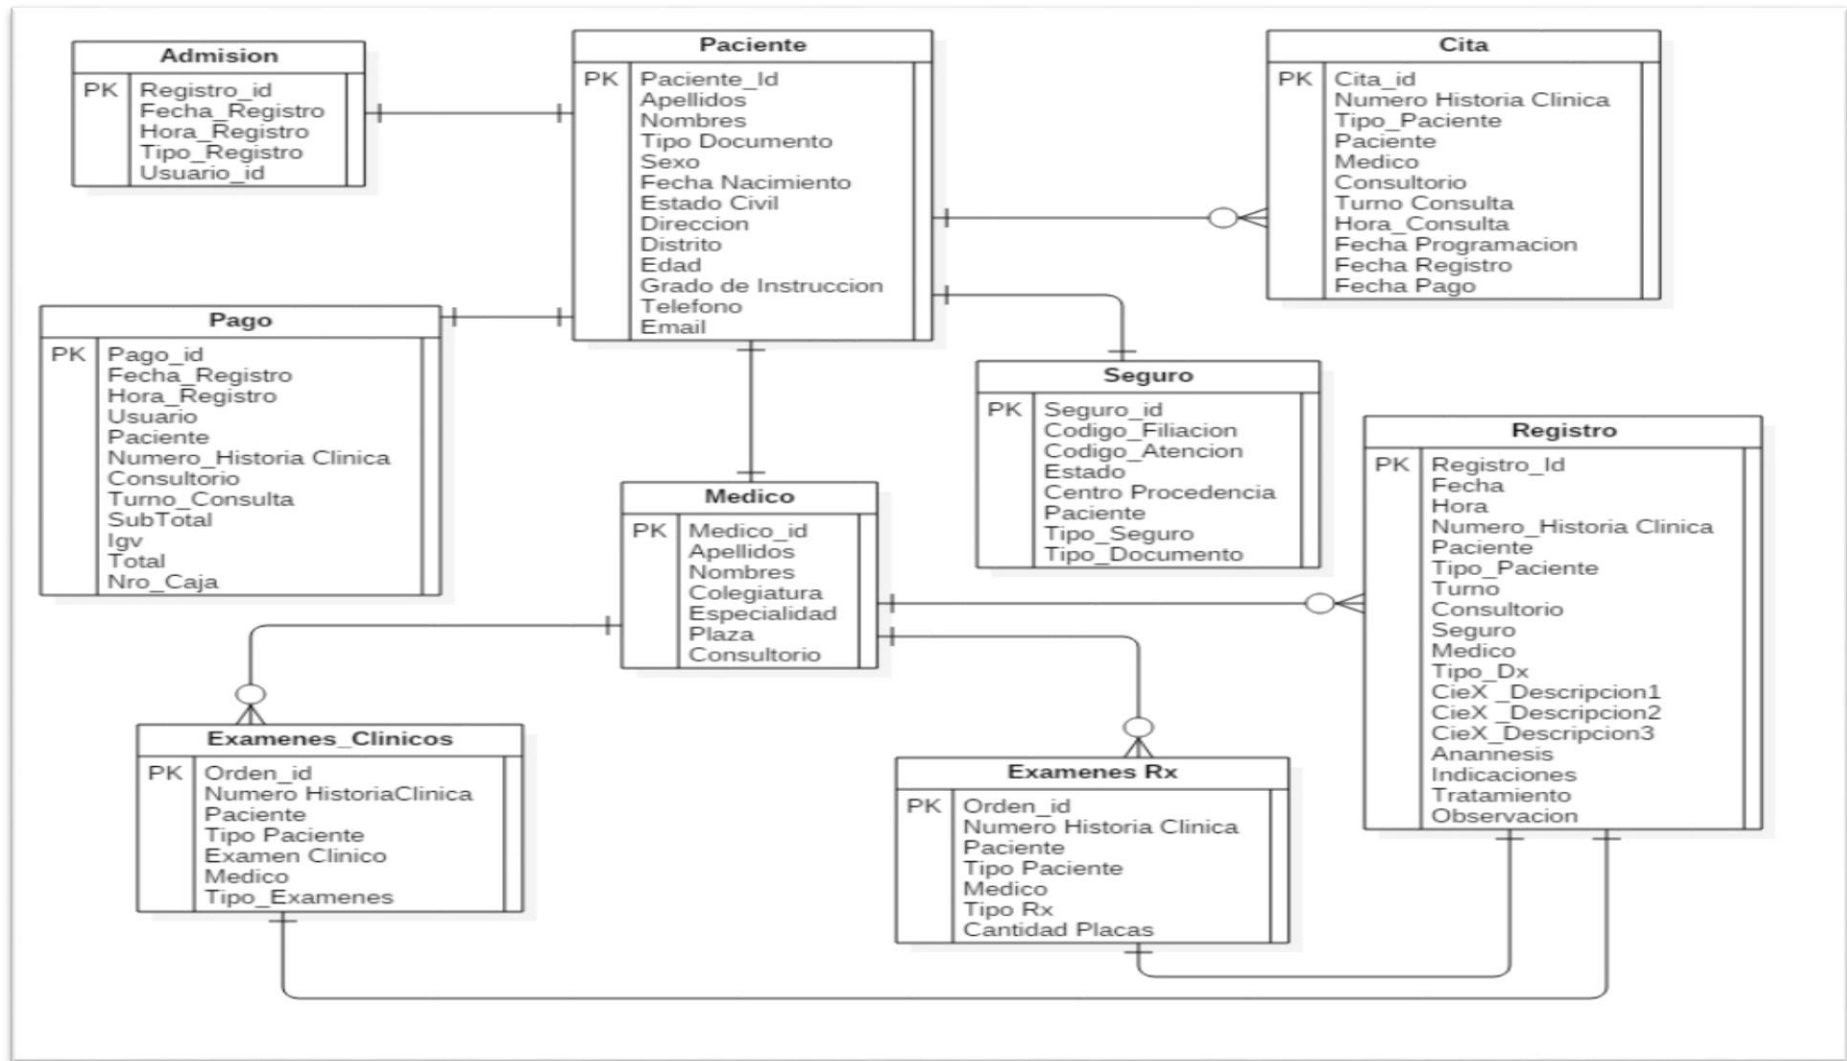 Admision
PK Registro_id
Fecha_Registro
Hora_Registro
Tipo_Registro
Usuario_id
Paciente
PK Paciente_Id
Apellidos
Nombres
Tipo Documento
Sexo
Fecha Nacimiento
Estado Civil
Direccion
Distrito
Edad
Grado de Instruccion
Telefono
Email
Cita
PK Cita_id
Numero Historia Clinica
Tipo_Paciente
Paciente
Medico
Consultorio
Turno Consulta
Hora_Consulta
Fecha Programacion
Fecha Registro
Fecha Pago
Pago
PK Pago_id
Fecha_Registro
Hora_Registro
Usuario
Paciente
Numero_Historia Clinica
Consultorio
Turno_Consulta
SubTotal
Igv
Total
Nro_Caja
Seguro
PK Seguro_id
Codigo_Filiacion
Codigo_Atencion
Estado
Centro Procedencia
Paciente
Tipo_Seguro
Tipo_Documento
Medico
PK Medico_id
Apellidos
Nombres
Colegiatura
Especialidad
Plaza
Consultorio
Registro
PK Registro_Id
Fecha
Hora
Numero_Historia Clinica
Paciente
Tipo_Paciente
Turno
Consultorio
Seguro
Medico
Tipo_Dx
CieX _Descripcion1
CieX _Descripcion2
CieX_Descripcion3
Anannesis
Indicaciones
Tratamiento
Observacion
Examenes_Clinicos
PK Orden_id
Numero HistoriaClinica
Paciente
Tipo Paciente
Examen Clinico
Medico
Tipo_Examenes
Examenes Rx
PK Orden_id
Numero Historia Clinica
Paciente
Tipo Paciente
Medico
Tipo Rx
Cantidad Placas